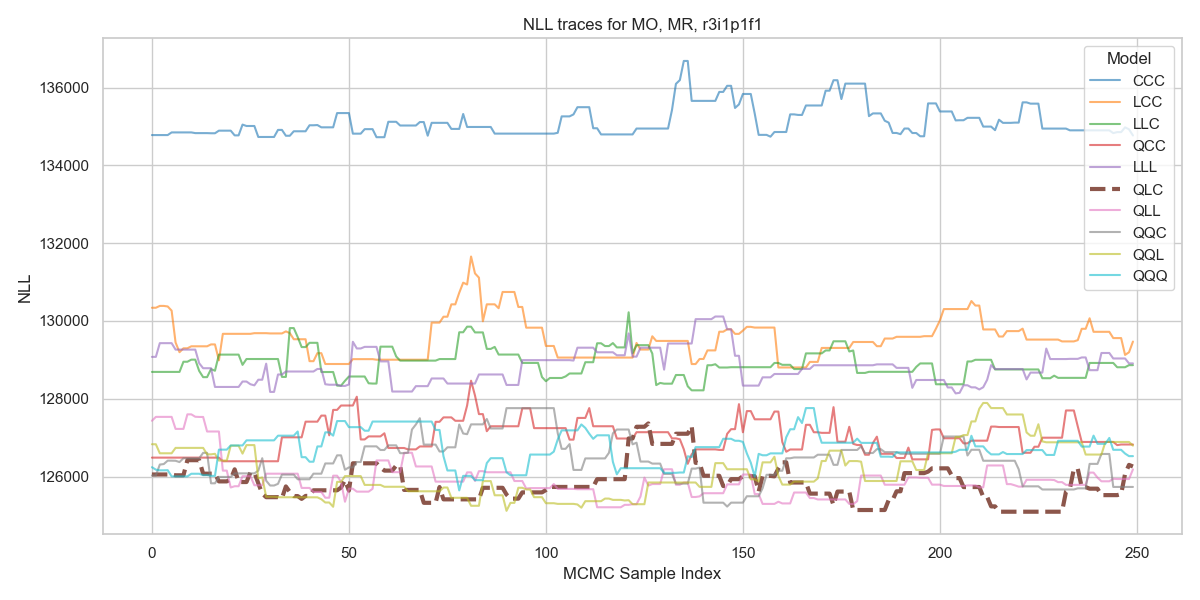 NLL traces for MO, MR, r3i1p1f1
136000
134000
132000
130000
128000
126000
NLL
0
50
100
150
200
250
MCMC Sample Index
Model
CCC
LCC
LLC
QCC
LLL
QLC
QLL
QQC
QQL
QQQ